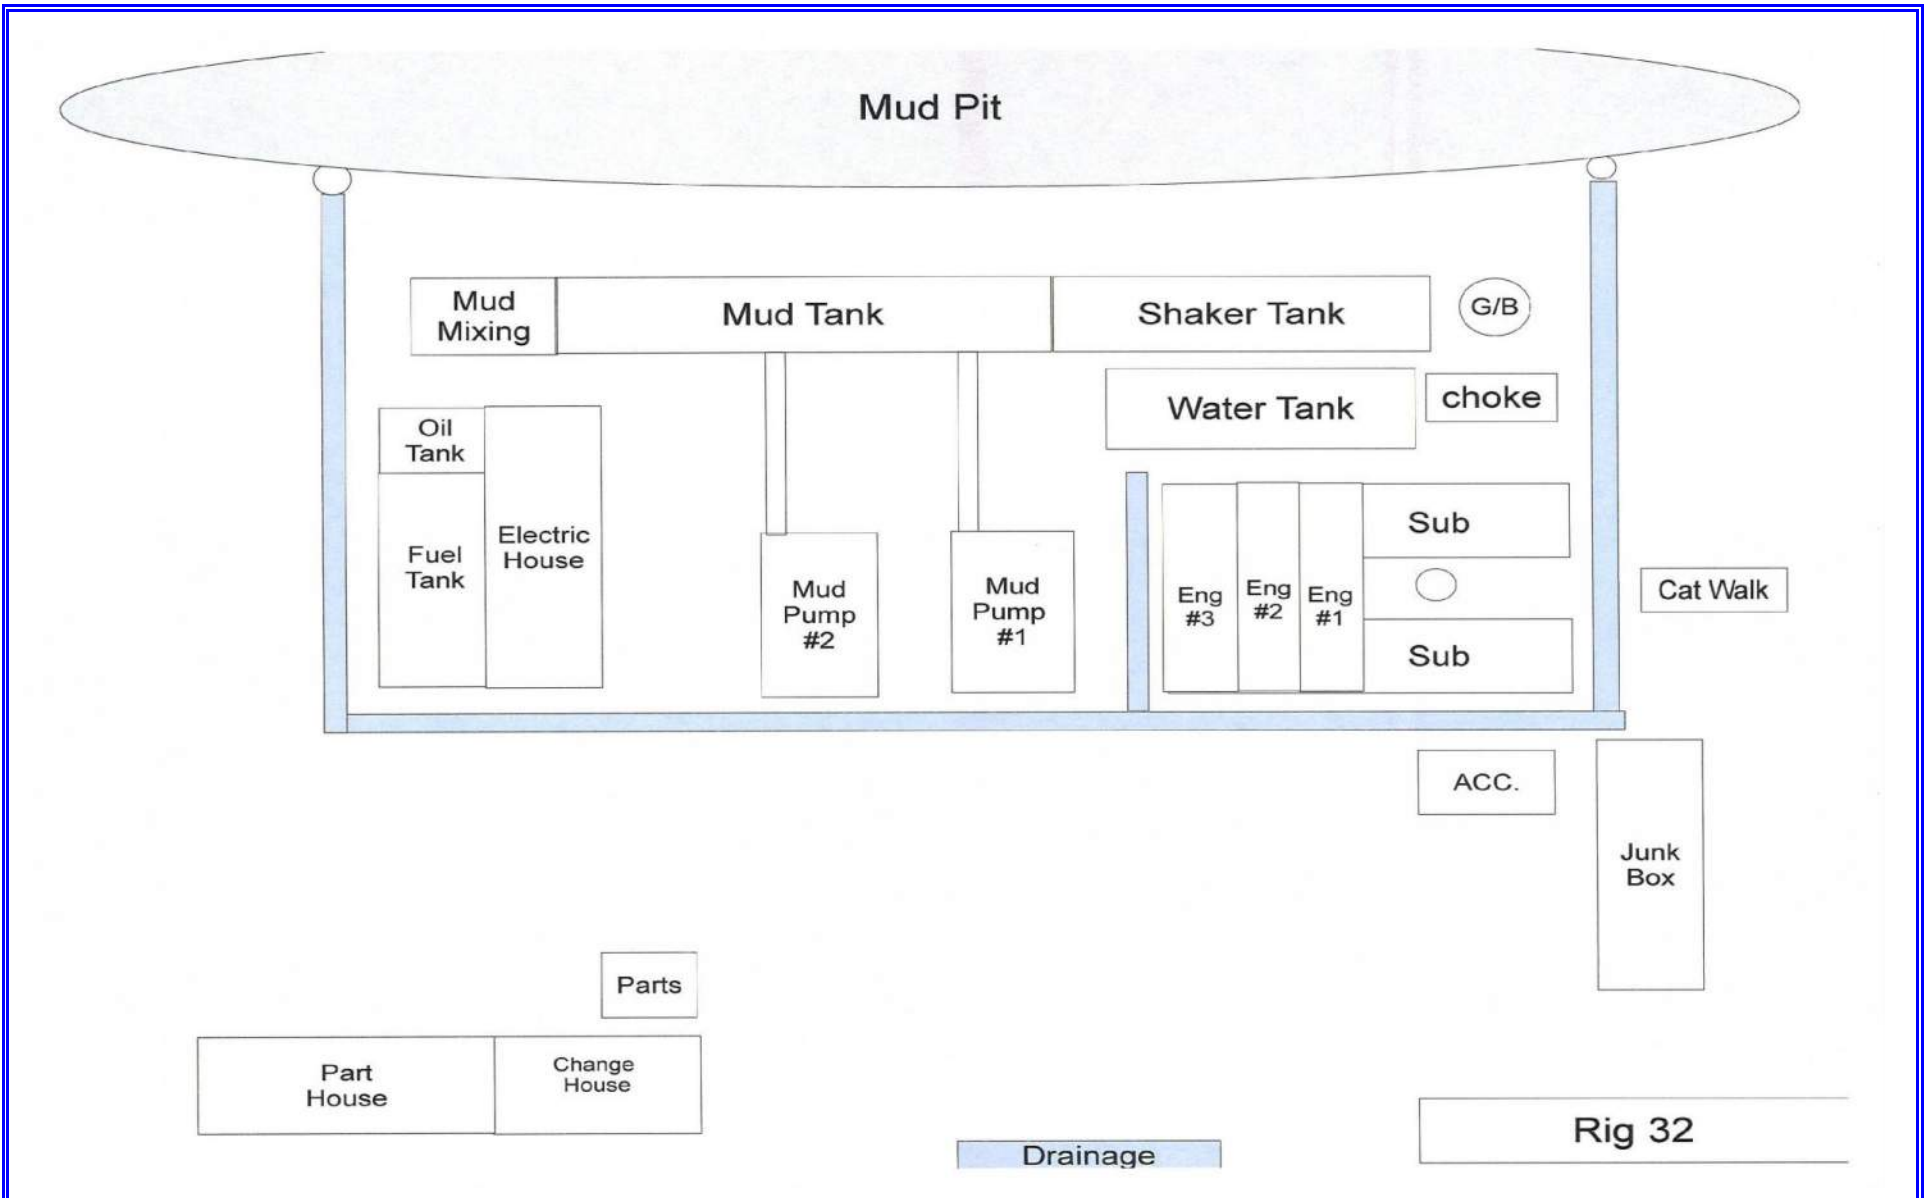 Mud Pit
Mud
Mixing
Mud Tank
Shaker Tank
G/B
Water Tank
choke
Oil
Tank
Fuel
Tank
Electric
House
Mud
Pump
#2
Mud
Pump
#1
Eng
#3
Eng
#2
Eng
#1
Sub
Sub
Cat Walk
ACC.
Junk
Box
Parts
Part
House
Change
House
Rig 32
Drainage